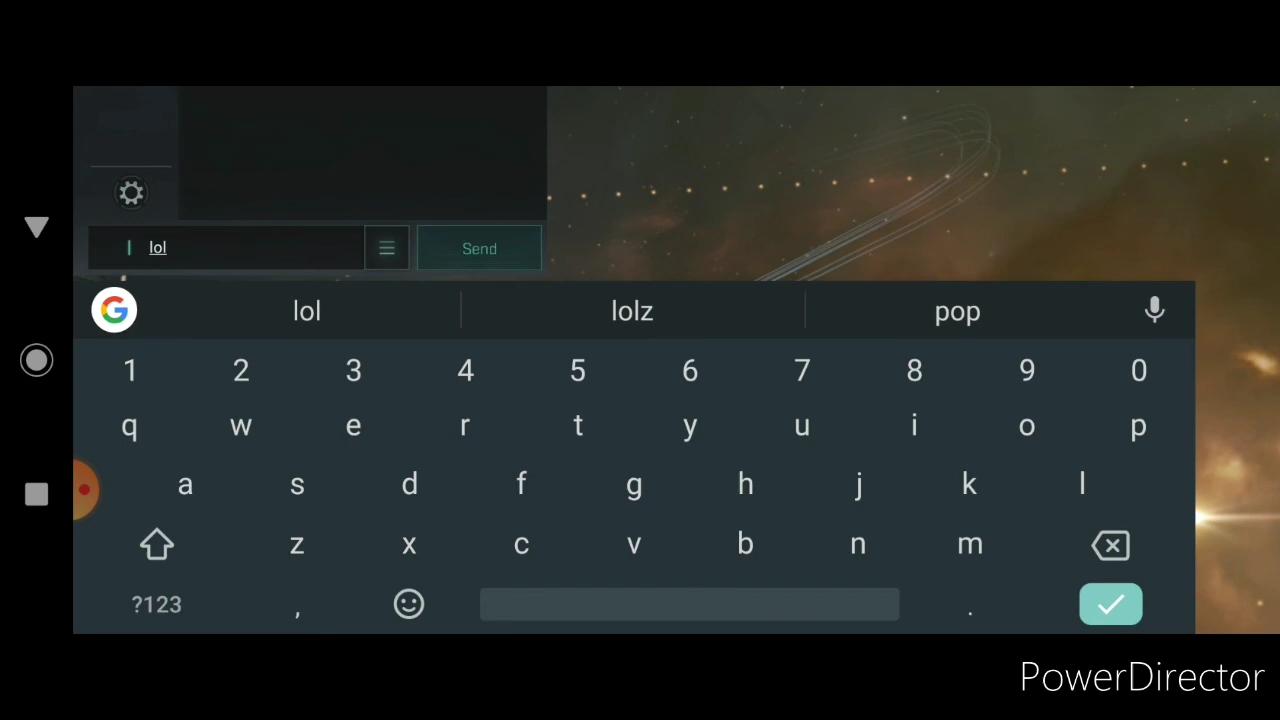 lol
Send
lol lolz pop
1 2 3 4 5 6 7 8 9 0
q w e r t y u i o p
a s d f g h j k l
z x c v b n m
?123 , .
PowerDirector